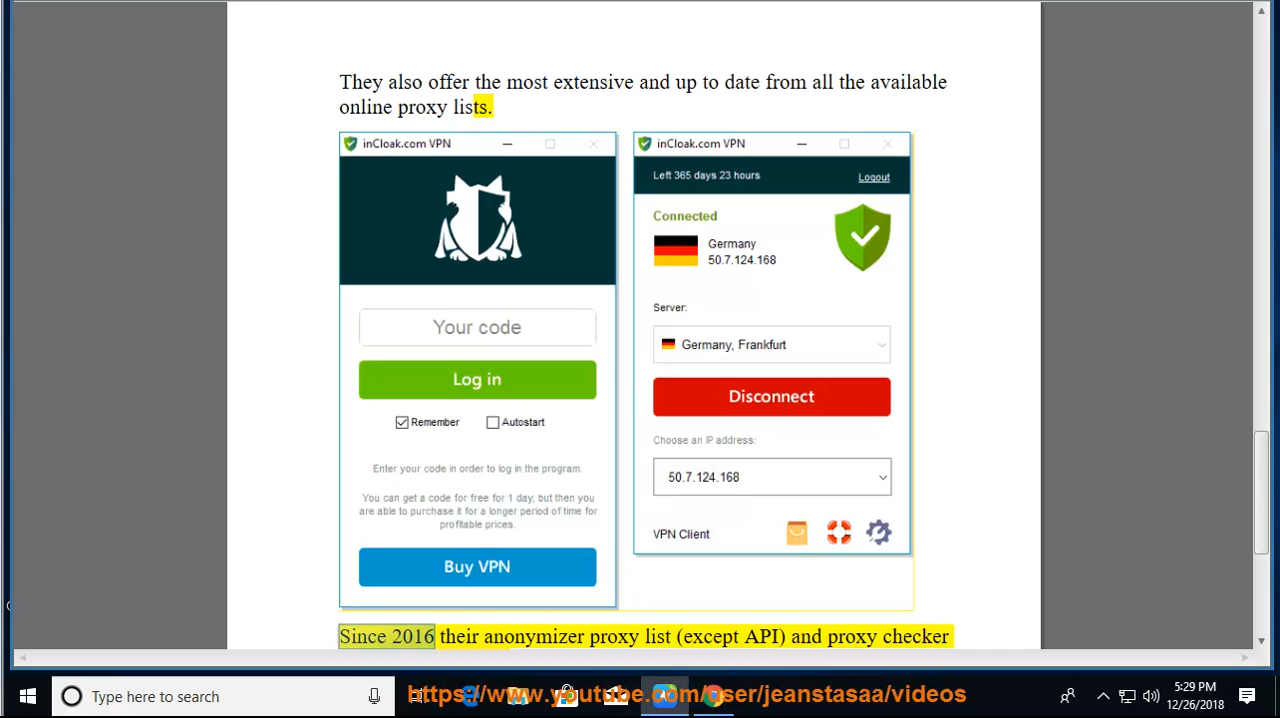 They also offer the most extensive and up to date from all the available
online proxy lists.
inCloak.com VPN
Your code
Log in
Remember
Autostart
Enter your code in order to log in the program.
You can get a code for free for 1 day, but then you
are able to purchase it for a longer period of time for
profitable prices.
Buy VPN
inCloak.com VPN
Left 365 days 23 hours
Logout
Connected
Germany
50.7.124.168
Server:
Germany, Frankfurt
Disconnect
Choose an IP address:
50.7.124.168
VPN Client
Since 2016 their anonymizer proxy list (except API) and proxy checker
Type here to search
https://www.youtube.com/user/jeanstasaa/videos
5:29 PM
12/26/2018